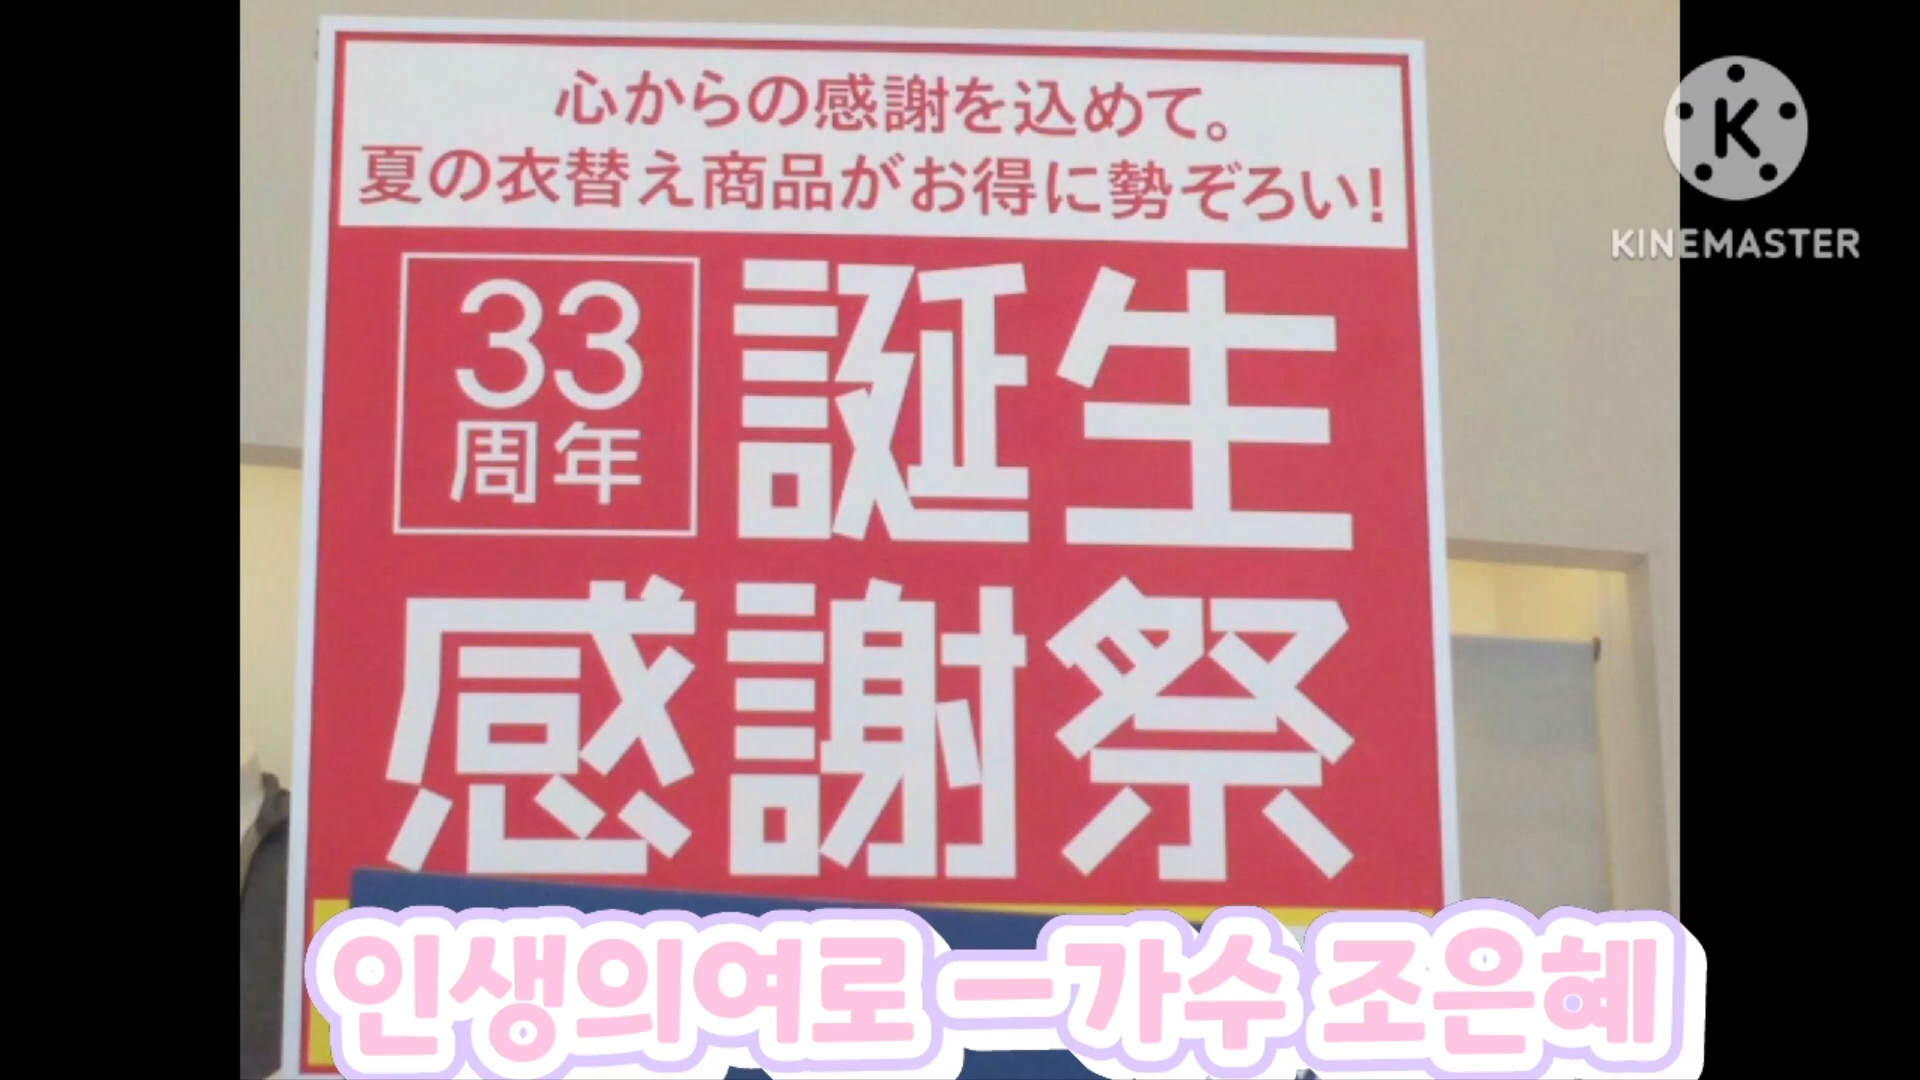 心からの感謝を込めて。
夏の衣替え商品がお得に勢ぞろい!
33
周年
誕生
感謝祭
KINEMASTER
인생의여로 ㅡ가수 조은혜